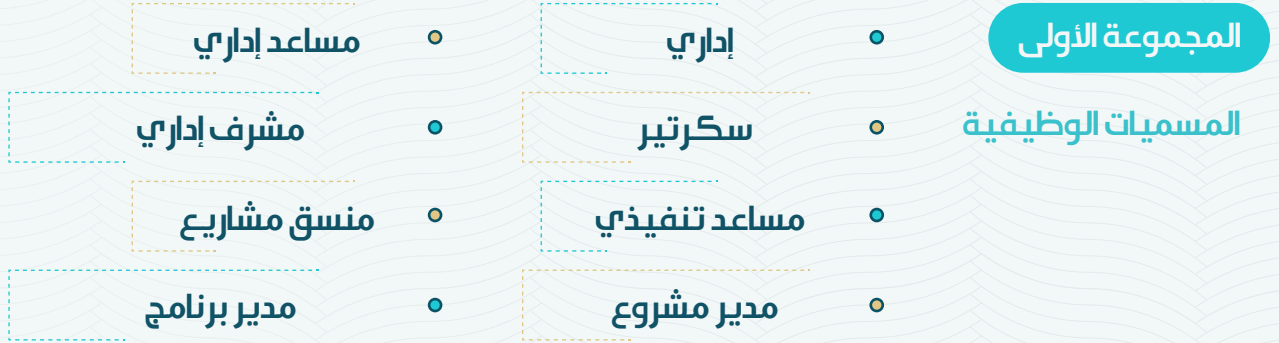 المجموعة الأولى
المسميات الوظيفية
إداري
مساعد إداري
سكرتير
مشرف إداري
مساعد تنفيذي
منسق مشاريع
مدير مشروع
مدير برنامج